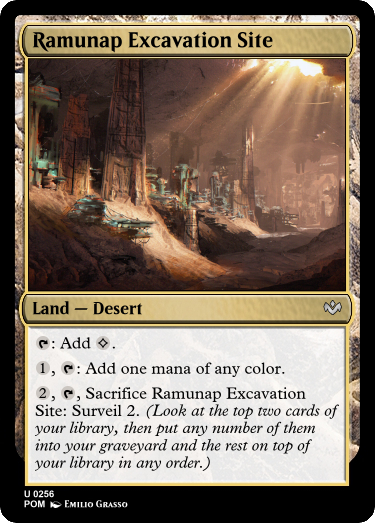 Ramunap Excavation Site
Land — Desert
: Add .
1, : Add one mana of any color.
2, , Sacrifice Ramunap Excavation
Site: Surveil 2. (Look at the top two cards of
your library, then put any number of them
into your graveyard and the rest on top of
your library in any order.)
U 0256
POM Emilio Grasso